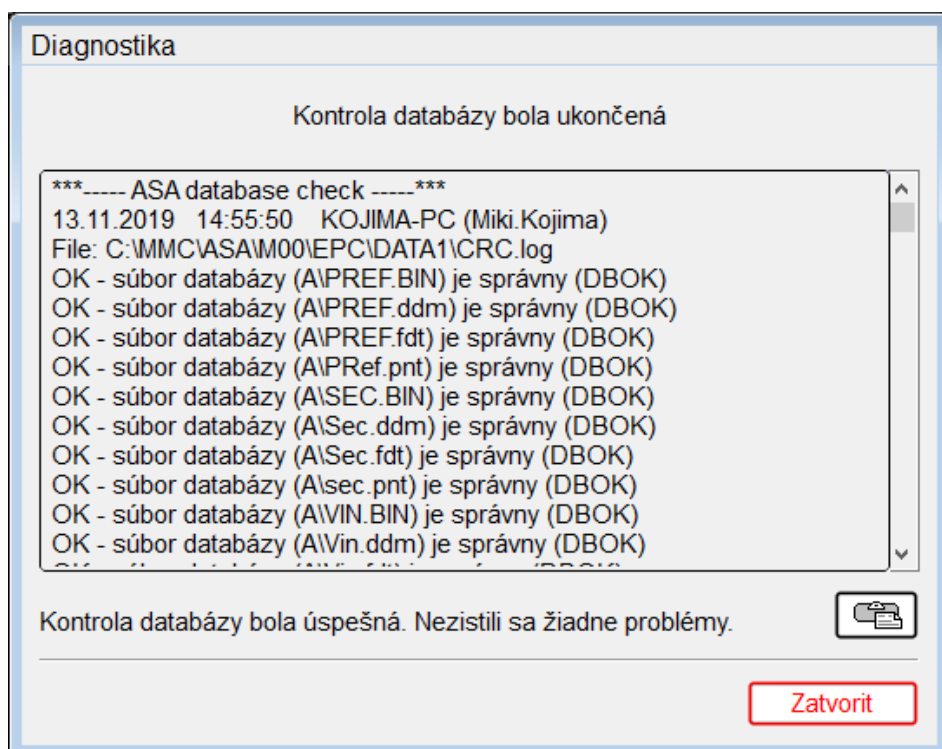 Diagnostika
Kontrola databázy bola ukončená
***----- ASA database check -----***
13.11.2019 14:55:50 KOJIMA-PC (Miki.Kojima)
File: C:\MMC\ASA\M00\EPC\DATA1\CRC.log
OK - súbor databázy (A\PREF.BIN) je správny (DBOK)
OK - súbor databázy (A\PREF.ddm) je správny (DBOK)
OK - súbor databázy (A\PREF.fdt) je správny (DBOK)
OK - súbor databázy (A\PRef.pnt) je správny (DBOK)
OK - súbor databázy (A\SEC.BIN) je správny (DBOK)
OK - súbor databázy (A\Sec.ddm) je správny (DBOK)
OK - súbor databázy (A\Sec.fdt) je správny (DBOK)
OK - súbor databázy (A\sec.pnt) je správny (DBOK)
OK - súbor databázy (A\VIN.BIN) je správny (DBOK)
OK - súbor databázy (A\Vin.ddm) je správny (DBOK)
Kontrola databázy bola úspešná. Nezistili sa žiadne problémy.
Zatvorit